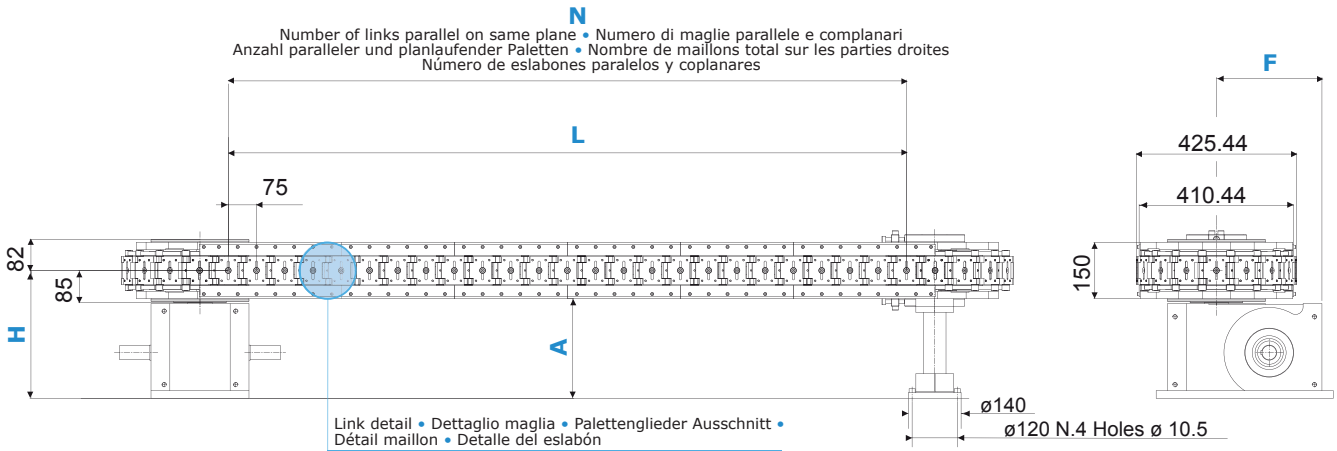 N
Number of links parallel on same plane • Numero di maglie parallele e complanari
Anzahl paralleler und planlaufender Paletten • Nombre de maillons total sur les parties droites
Número de eslabones paralelos y coplanares
F
L
425.44
75
410.44
82
85
150
H
A
ø140
Link detail • Dettaglio maglia • Palettenglieder Ausschnitt •
Détail maillon • Detalle del eslabón
ø120 N.4 Holes ø 10.5